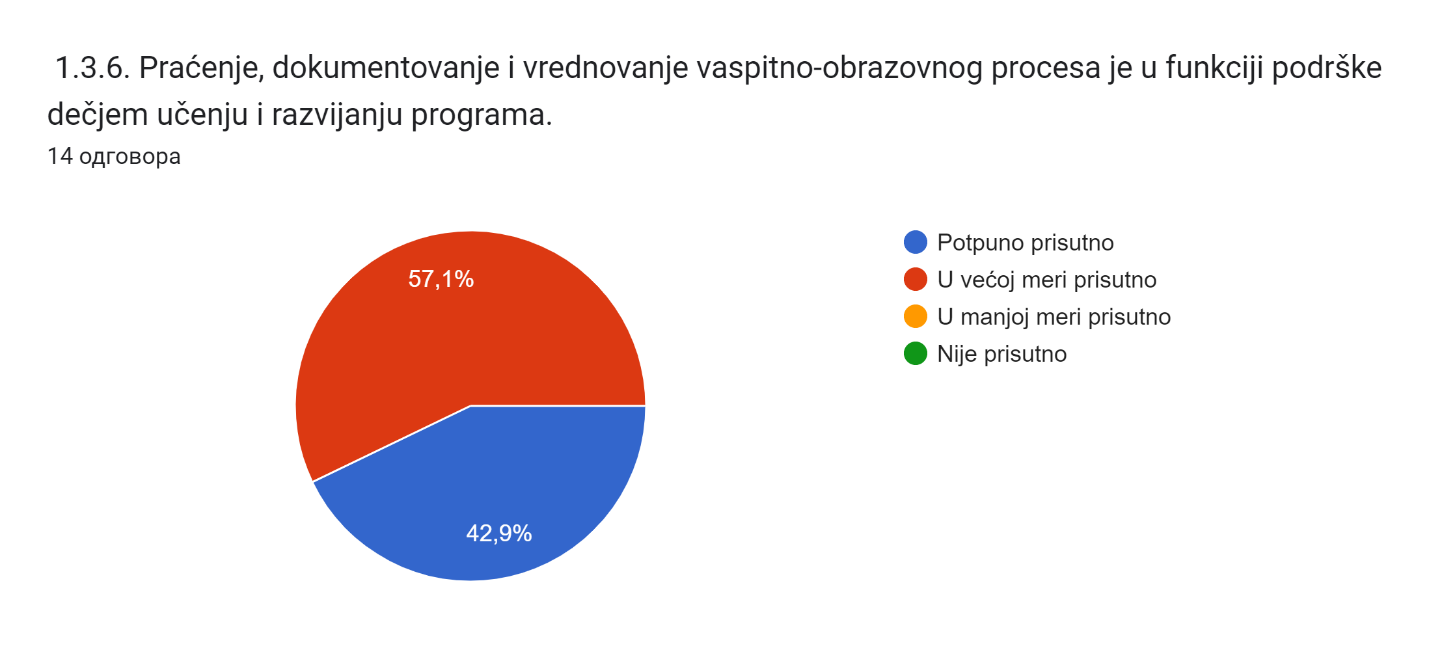 1.3.6. Praćenje, dokumentovanje i vrednovanje vaspitno-obrazovnog procesa je u funkciji podrške
dečjem učenju i razvijanju programa.
14 одговора
Potpuno prisutno
U većoj meri prisutno
U manjoj meri prisutno
Nije prisutno
57,1%
42,9%